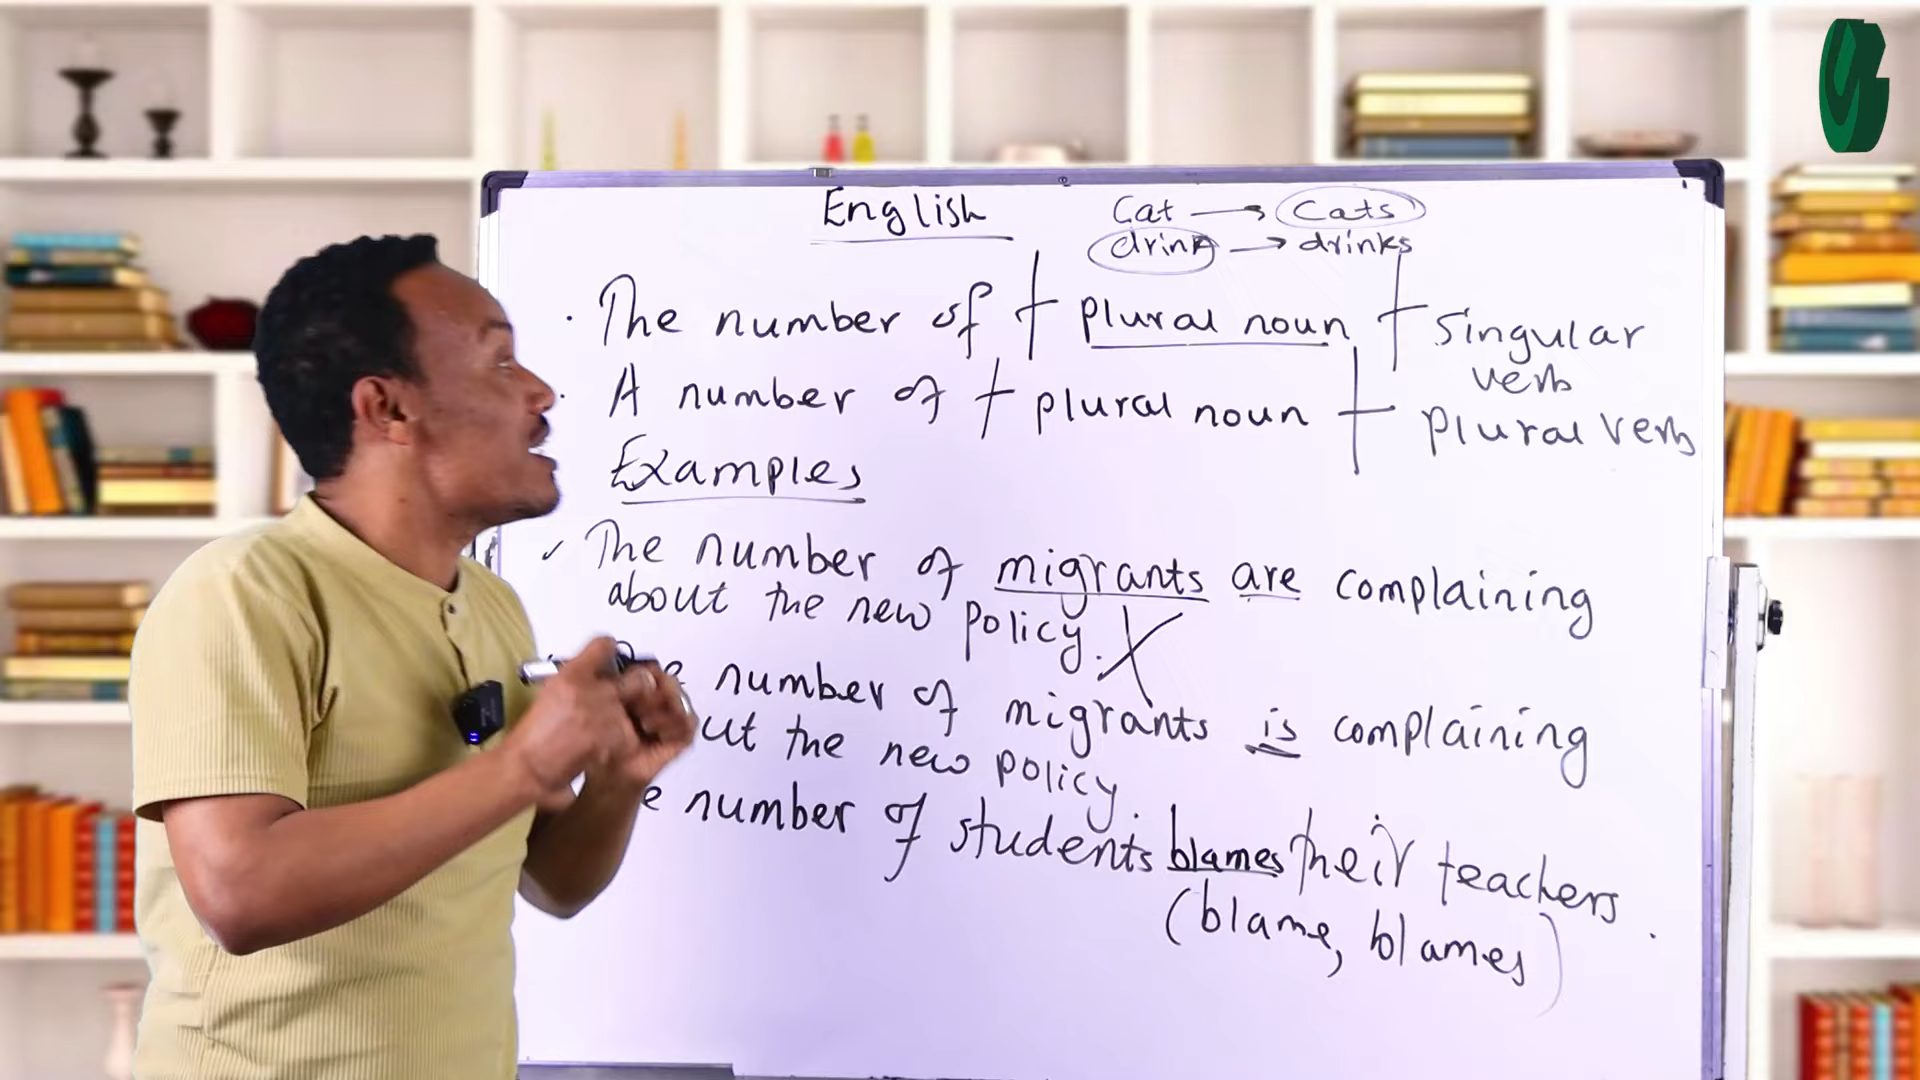 English
Cat → Cats
drink → drinks
· The number of + plural noun + singular verb
· A number of + plural noun + plural verb
Examples
✓ The number of migrants are complaining
about the new policy. X
number of migrants is complaining
the new policy.
number of students blames their teachers.
(blame, blames)